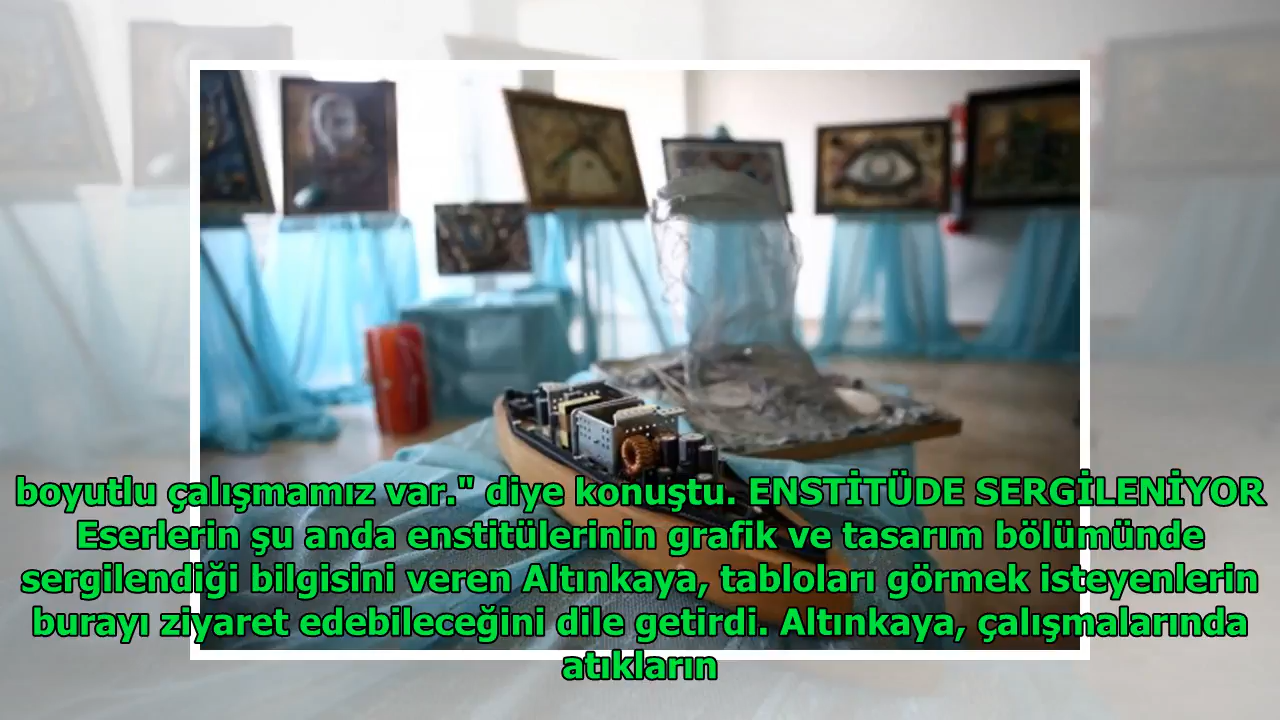 boyutlu çalışmamız var." diye konuştu. ENSTİTÜDE SERGİLENİYOR
Eserlerin şu anda enstitülerinin grafik ve tasarım bölümünde
sergilendiği bilgisini veren Altınkaya, tabloları görmek isteyenlerin
burayı ziyaret edebileceğini dile getirdi. Altınkaya, çalışmalarında
atıkların